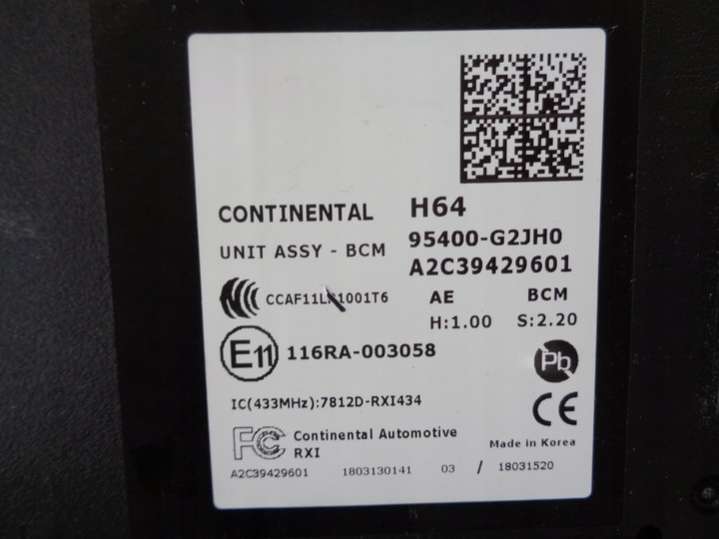 CONTINENTAL H64
UNIT ASSY - BCM 95400-G2JH0
A2C39429601
AE BCM
H:1.00 S:2.20
E11 116RA-003058
Pb
IC(433MHz):7812D-RXI434
CE
FC Continental Automotive
RXI
Made in Korea
A2C39429601 1803130141 03 / 18031520